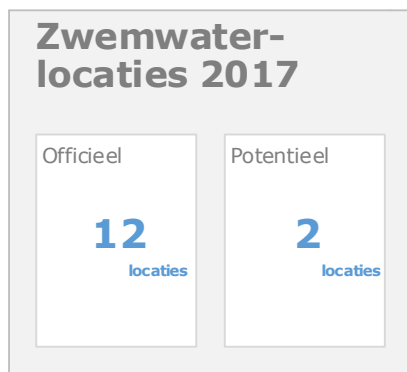 Zwemwater-
locaties 2017
Officieel
12
locaties
Potentieel
2
locaties